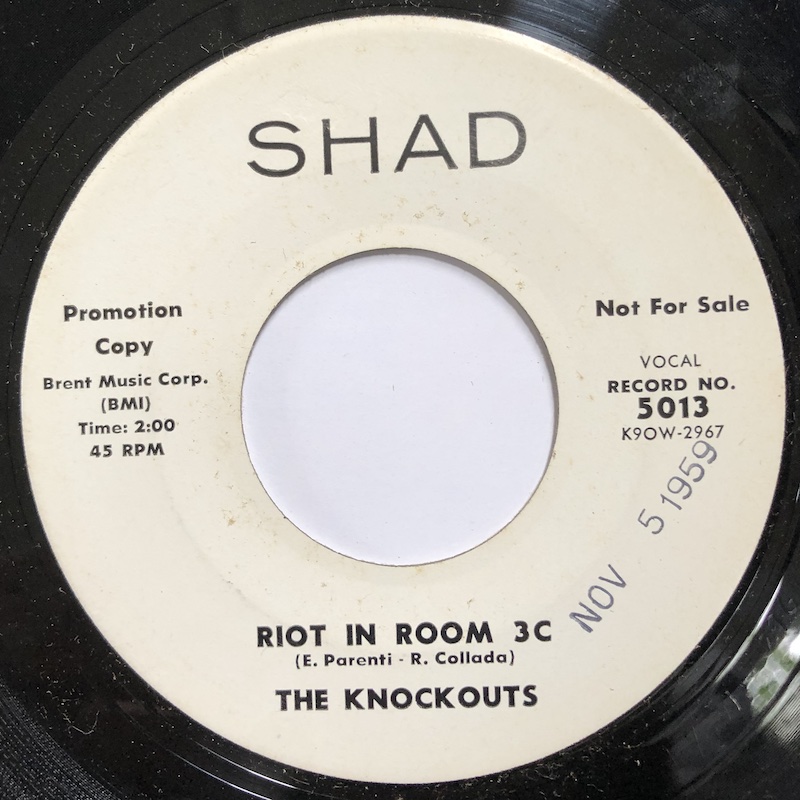 SHAD
Promotion
Copy
Brent Music Corp.
(BMI)
Time: 2:00
45 RPM
Not For Sale
VOCAL
RECORD NO.
5013
K9OW-2967
NOV 5 1959
RIOT IN ROOM 3C
(E. Parenti - R. Collada)
THE KNOCKOUTS